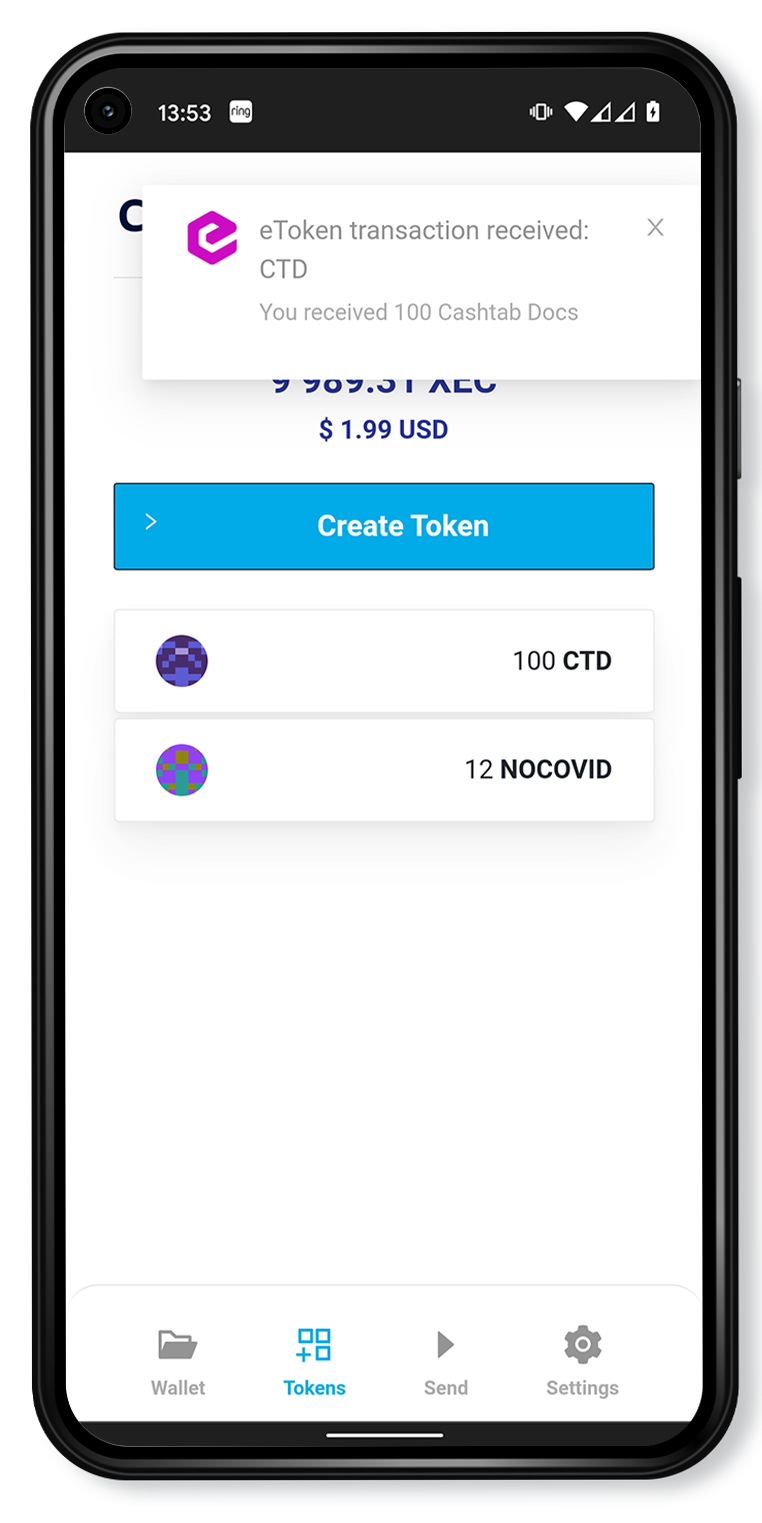 13:53 ring
eToken transaction received:
CTD
You received 100 Cashtab Docs
9 989.31 XEC
$ 1.99 USD
Create Token
100 CTD
12 NOCOVID
Wallet Tokens Send Settings